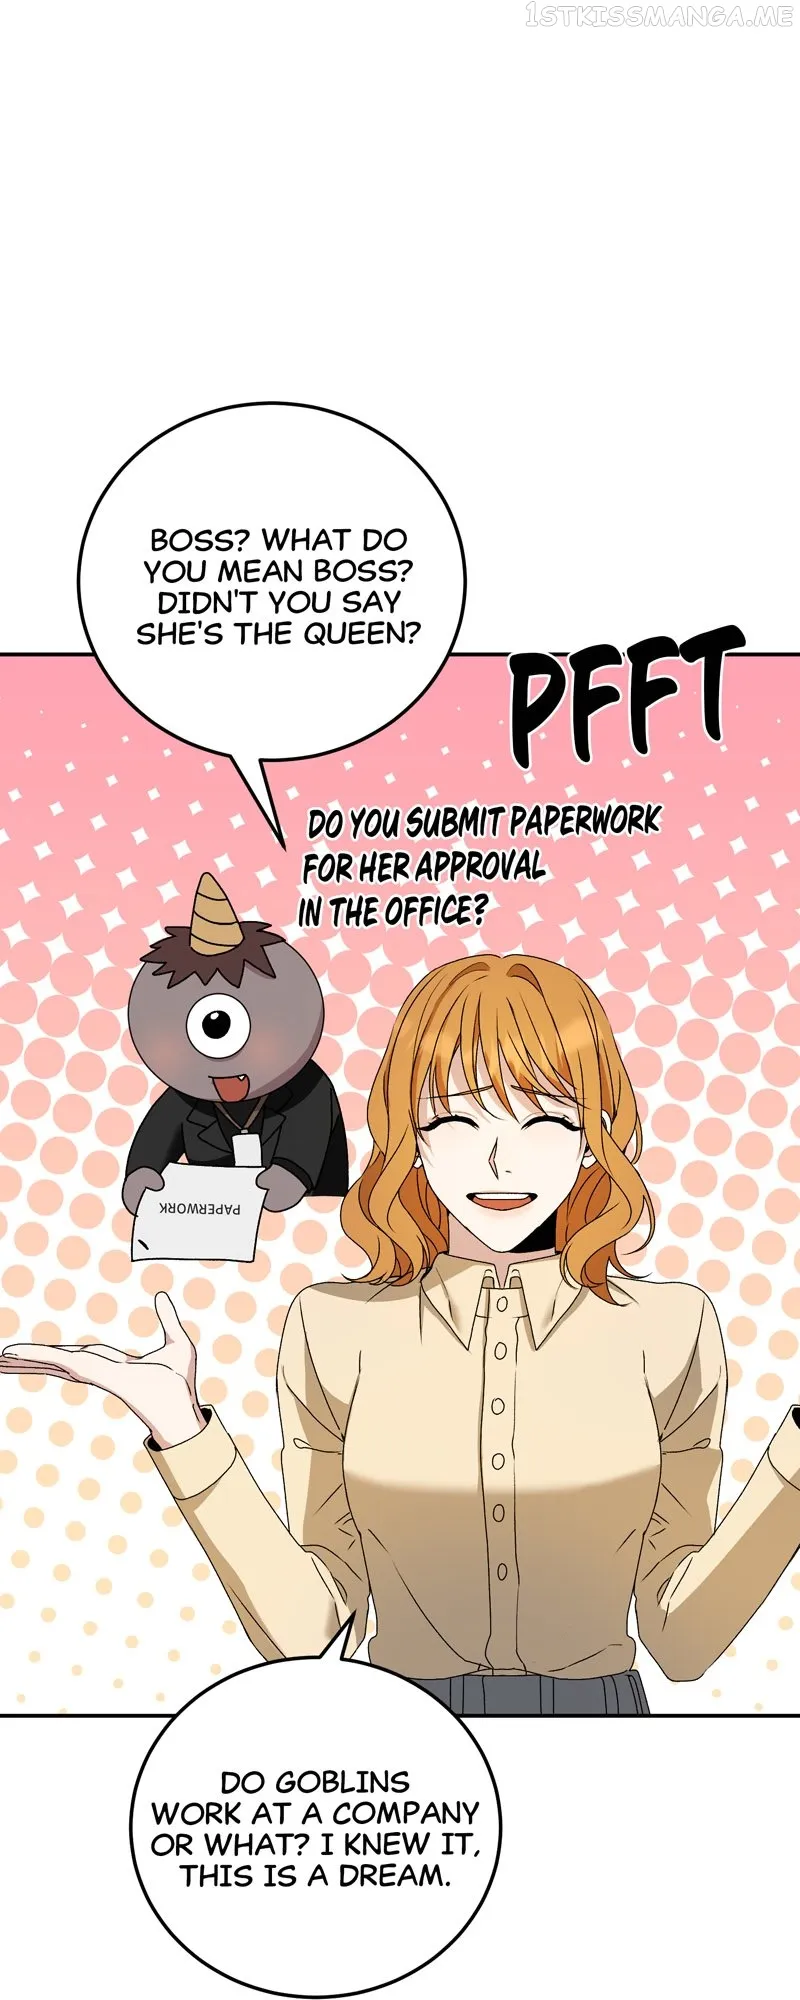 1STKISSMANGA.ME
BOSS? WHAT DO
YOU MEAN BOSS?
DIDN'T YOU SAY
SHE'S THE QUEEN?
PFFT
DO YOU SUBMIT PAPERWORK
FOR HER APPROVAL
IN THE OFFICE?
PAPERWORK
DO GOBLINS
WORK AT A COMPANY
OR WHAT? I KNEW IT,
THIS IS A DREAM.